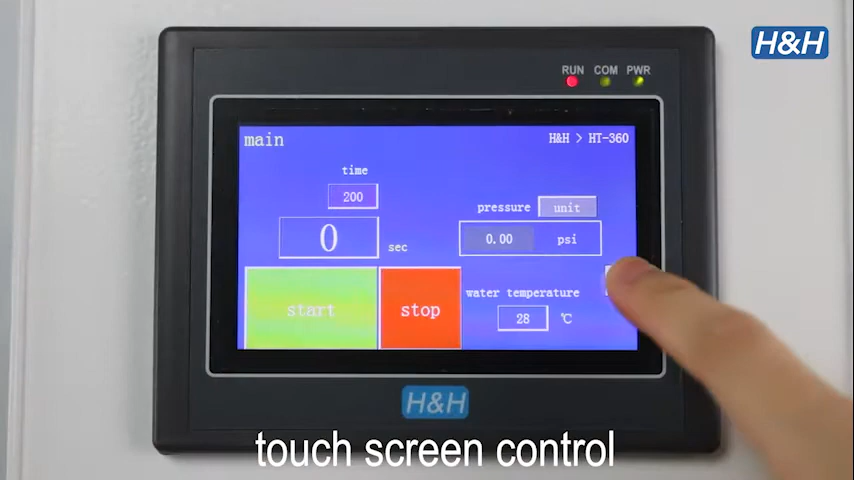 H&H
RUN COM PWR
main
H&H > HT-360
time
200
0 sec
pressure unit
0.00 psi
start
stop
water temperature
28 ℃
H&H
touch screen control